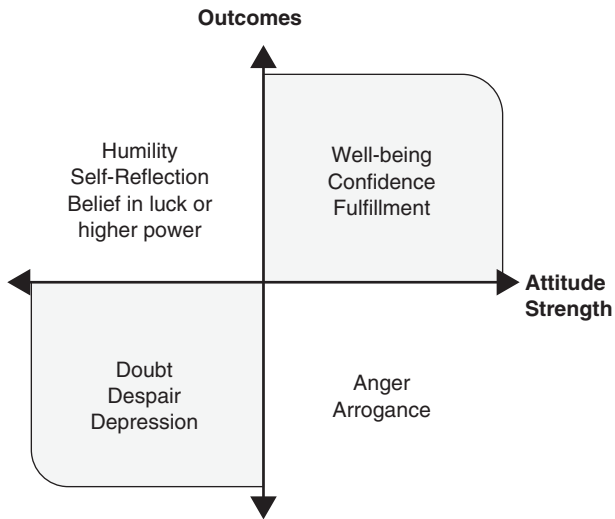 Outcomes
Humility
Self-Reflection
Belief in luck or
higher power
Well-being
Confidence
Fulfillment
Attitude
Strength
Doubt
Despair
Depression
Anger
Arrogance